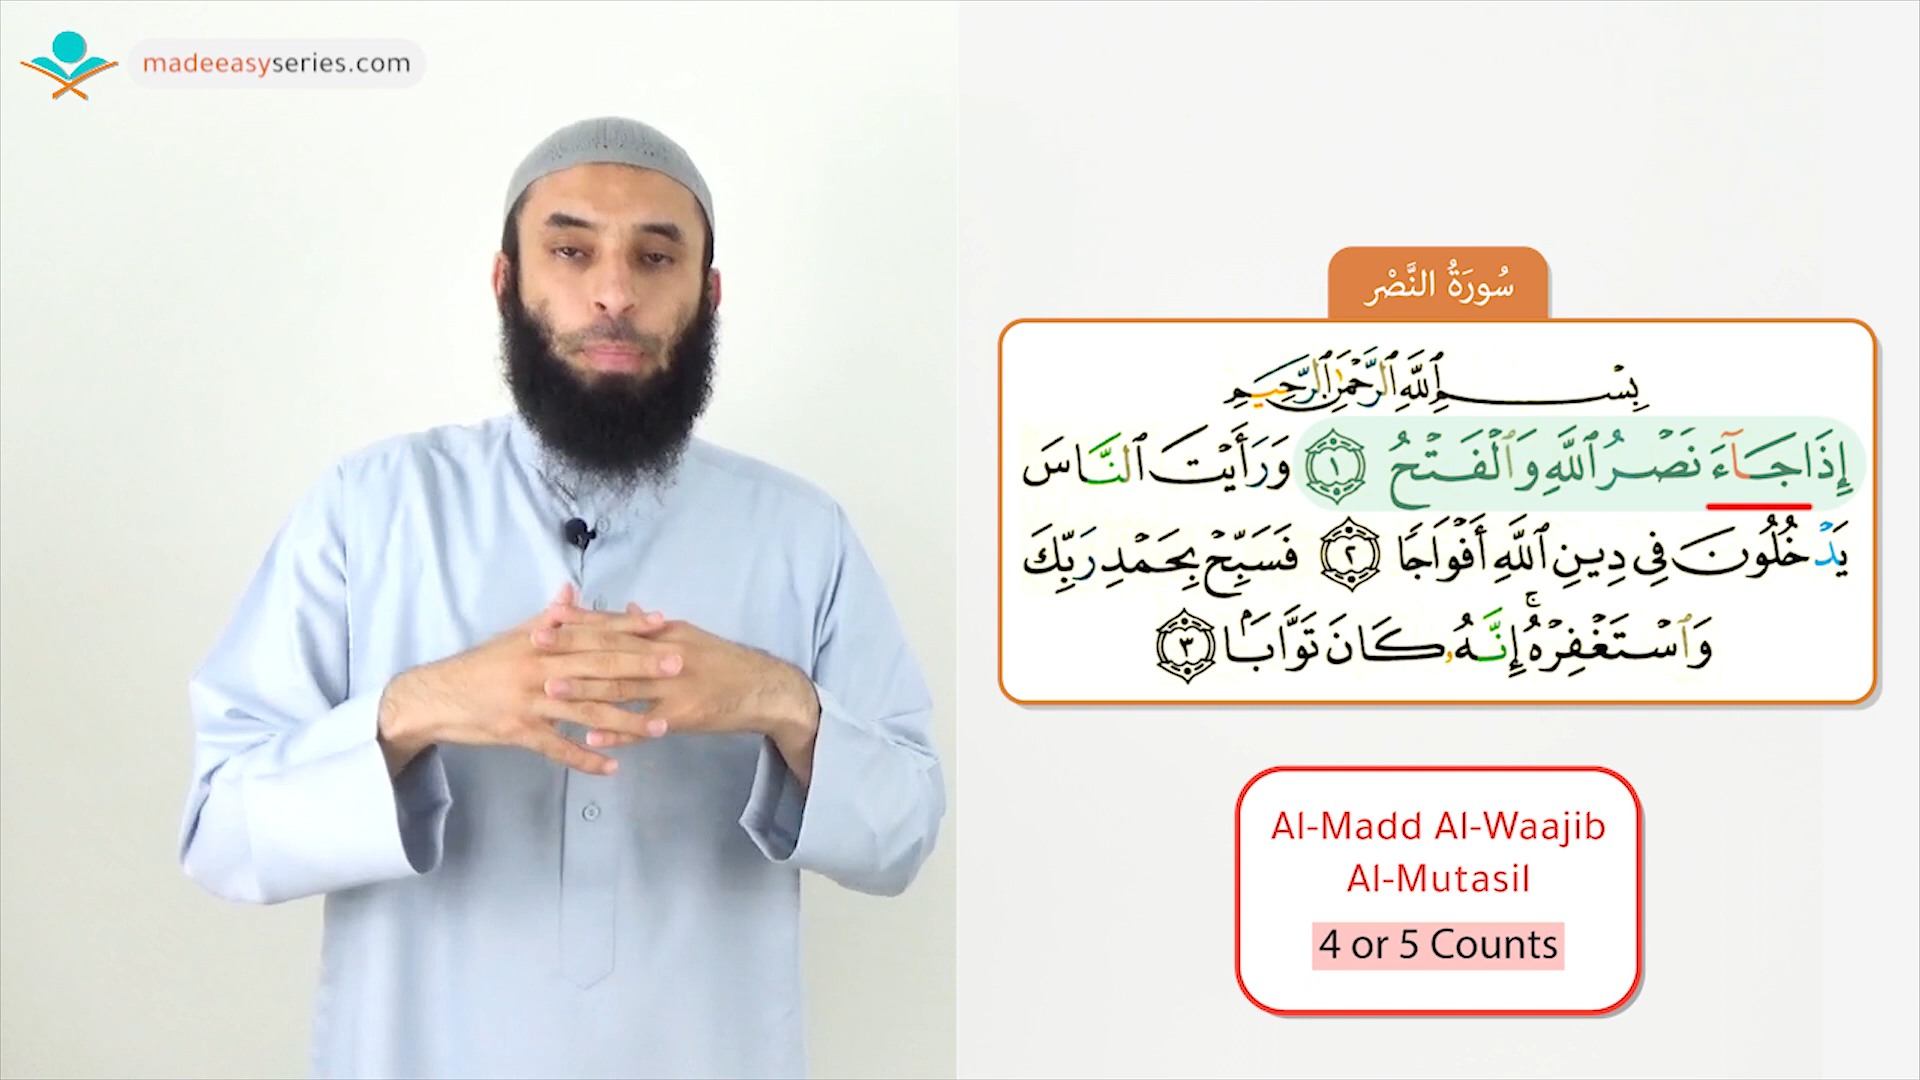 madeeasyseries.com
سُورَةُ النَّصْر
بِسْمِ ٱللَّهِ ٱلرَّحْمَٰنِ ٱلرَّحِيمِ
إِذَا جَآءَ نَصْرُ ٱللَّهِ وَٱلْفَتْحُ ١ وَرَأَيْتَ ٱلنَّاسَ
يَدْخُلُونَ فِى دِينِ ٱللَّهِ أَفْوَاجًا ٢ فَسَبِّحْ بِحَمْدِ رَبِّكَ
وَٱسْتَغْفِرْهُ ۚ إِنَّهُۥ كَانَ تَوَّابَۢا ٣
Al-Madd Al-Waajib
Al-Mutasil
4 or 5 Counts